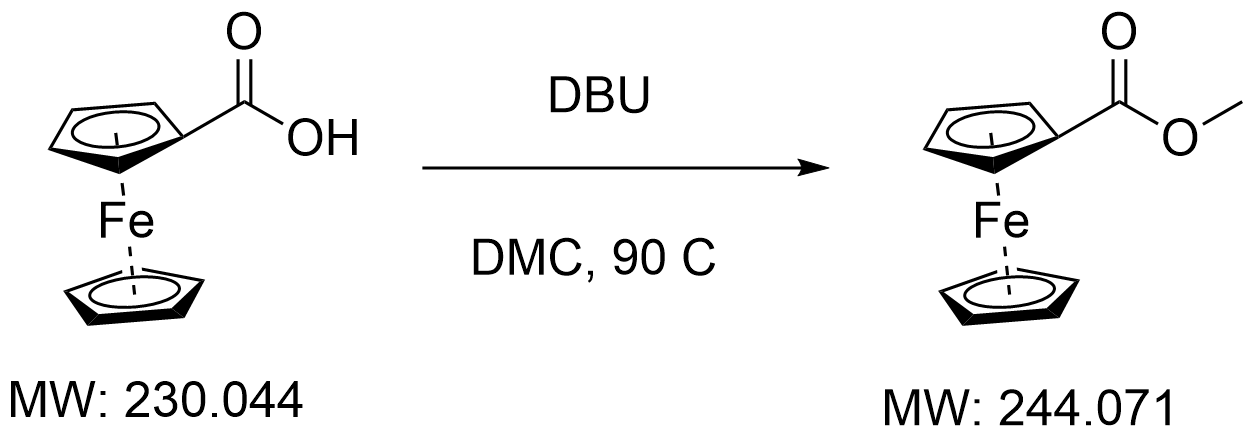 O
OH
Fe
MW: 230.044
DBU
DMC, 90 C
O
O
Fe
MW: 244.071